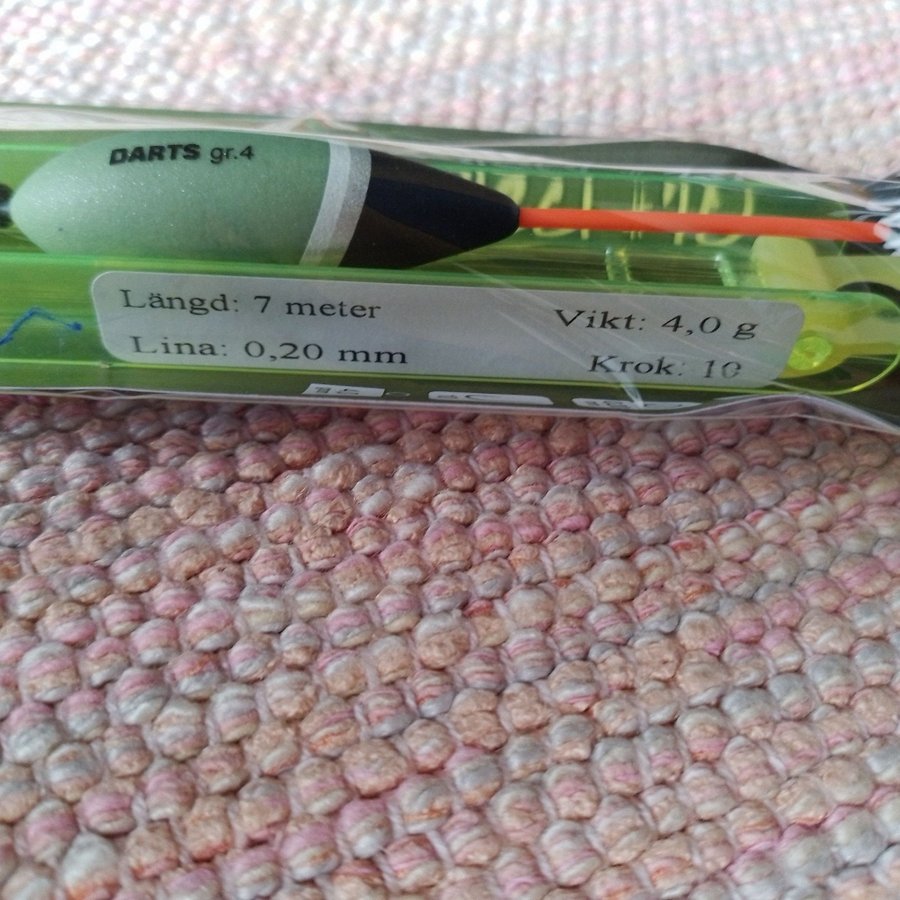 DARTS gr.4
Längd: 7 meter
Vikt: 4,0 g
Lina: 0,20 mm
Krok: 10